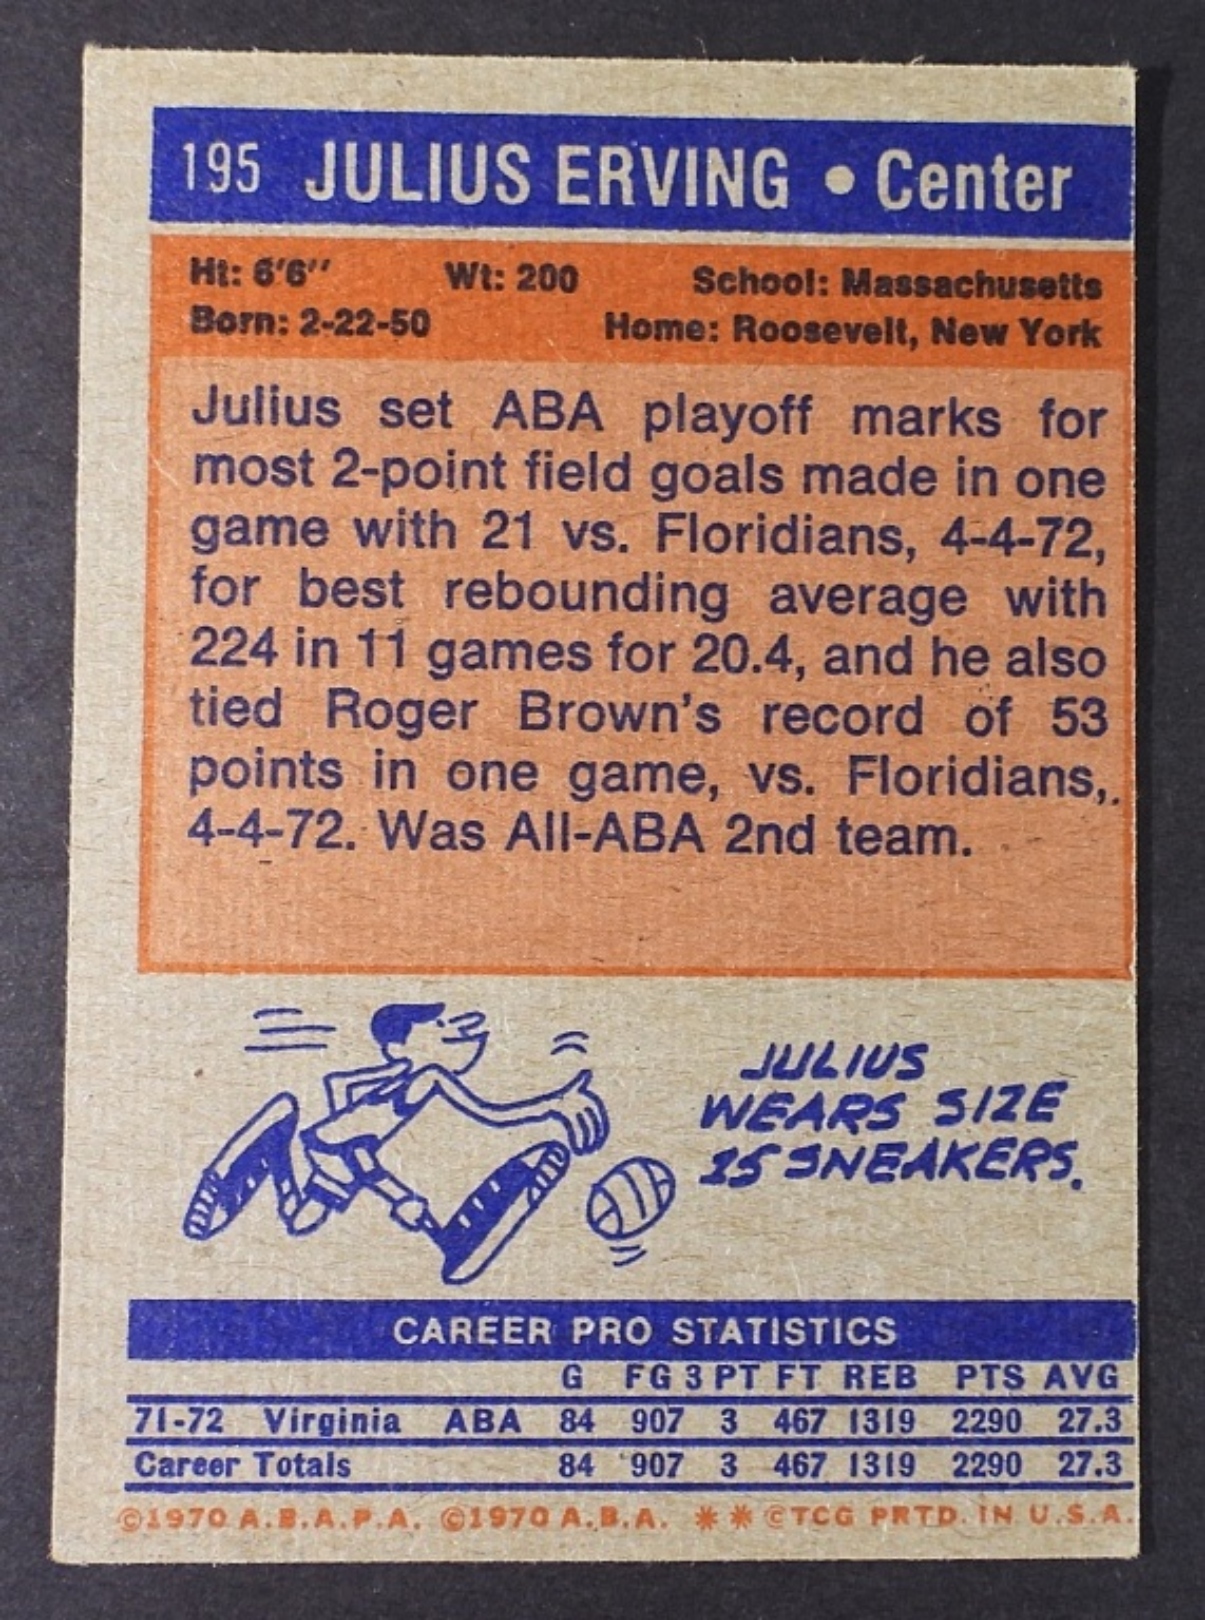 195 JULIUS ERVING • Center
Ht: 6'6" Wt: 200 School: Massachusetts
Born: 2-22-50 Home: Roosevelt, New York
Julius set ABA playoff marks for
most 2-point field goals made in one
game with 21 vs. Floridians, 4-4-72,
for best rebounding average with
224 in 11 games for 20.4, and he also
tied Roger Brown's record of 53
points in one game, vs. Floridians,
4-4-72. Was All-ABA 2nd team.
JULIUS
WEARS SIZE
15 SNEAKERS.
CAREER PRO STATISTICS
G FG 3 PT FT REB PTS AVG
71-72 Virginia ABA 84 907 3 467 1319 2290 27.3
Career Totals 84 907 3 467 1319 2290 27.3
©1970 A.B.A.P.A. ©1970 A.B.A. ** ©TCG PRTD. IN U.S.A.